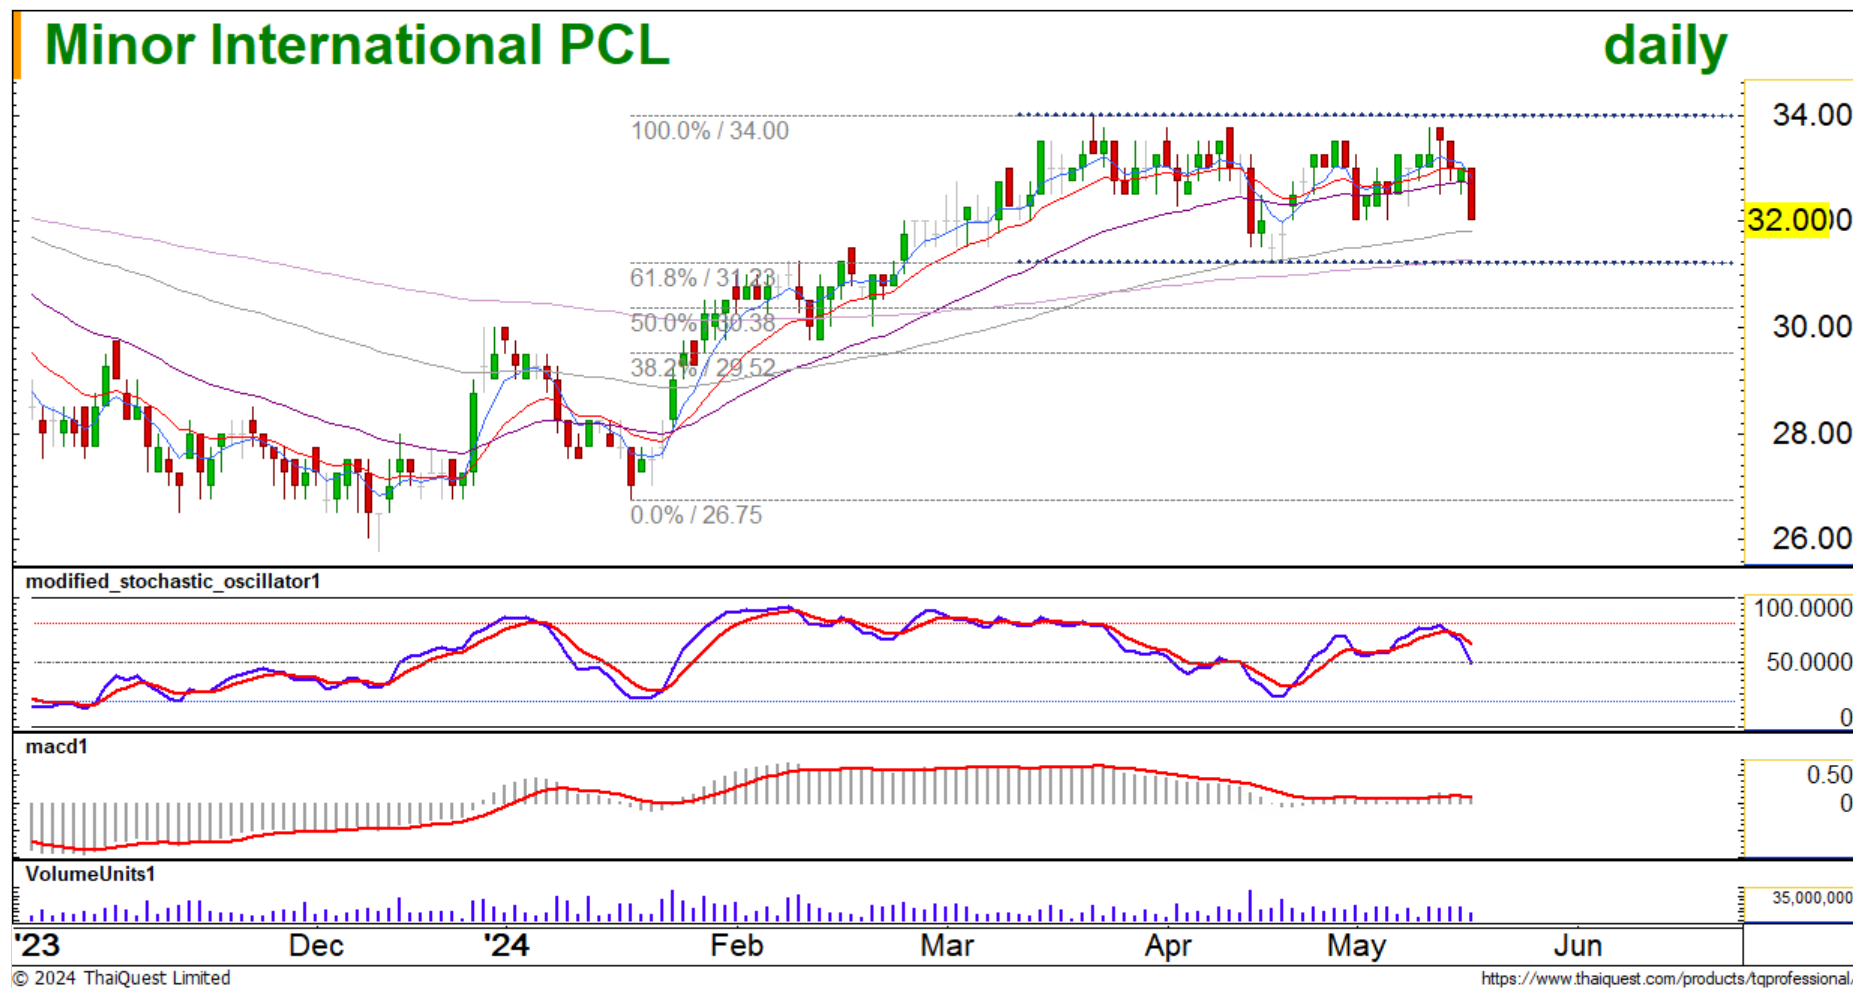 Minor International PCL daily
34.00
100.0% / 34.00
32.00
61.8% / 31.23
50.0% / 30.38
30.00
38.2% / 29.52
28.00
0.0% / 26.75
26.00
modified_stochastic_oscillator1
100.0000
50.0000
0
macd1
0.50
0
VolumeUnits1
35,000,000
'23 Dec '24 Feb Mar Apr May Jun
© 2024 ThaiQuest Limited https://www.thaiquest.com/products/tqprofessional/